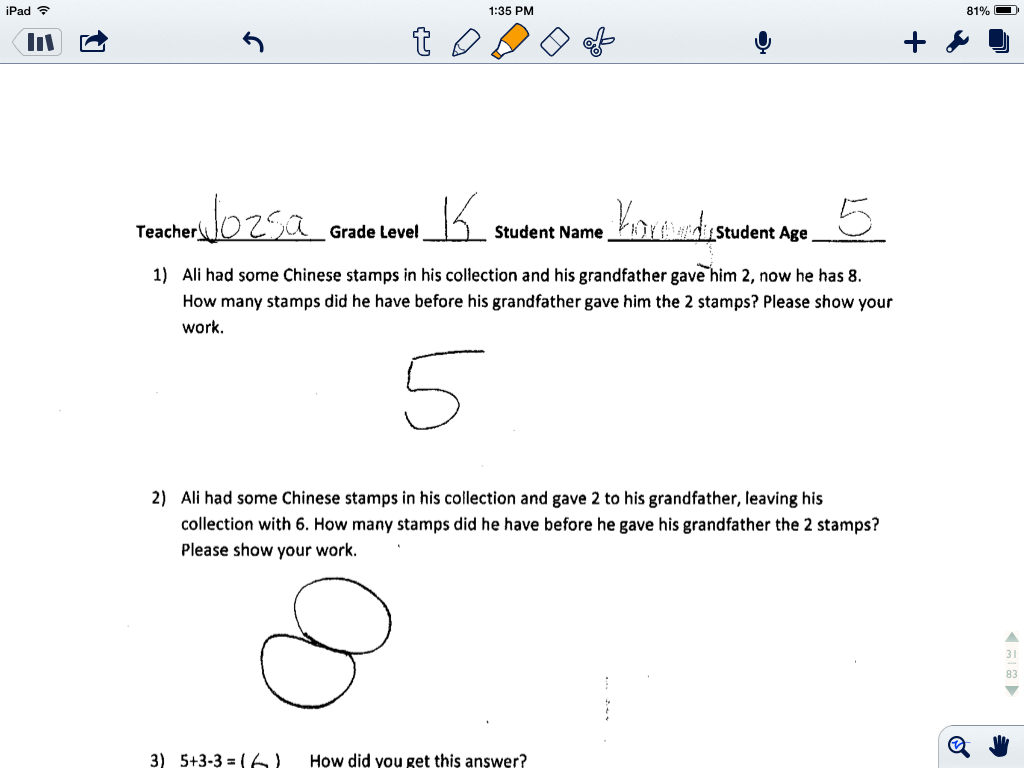 iPad 1:35 PM 81%
Teacher Jozsa Grade Level K Student Name Student Age 5
1) Ali had some Chinese stamps in his collection and his grandfather gave him 2, now he has 8.
How many stamps did he have before his grandfather gave him the 2 stamps? Please show your
work.
5
2) Ali had some Chinese stamps in his collection and gave 2 to his grandfather, leaving his
collection with 6. How many stamps did he have before he gave his grandfather the 2 stamps?
Please show your work.
8
31
83
3) 5+3-3 = ( 6 ) How did you get this answer?